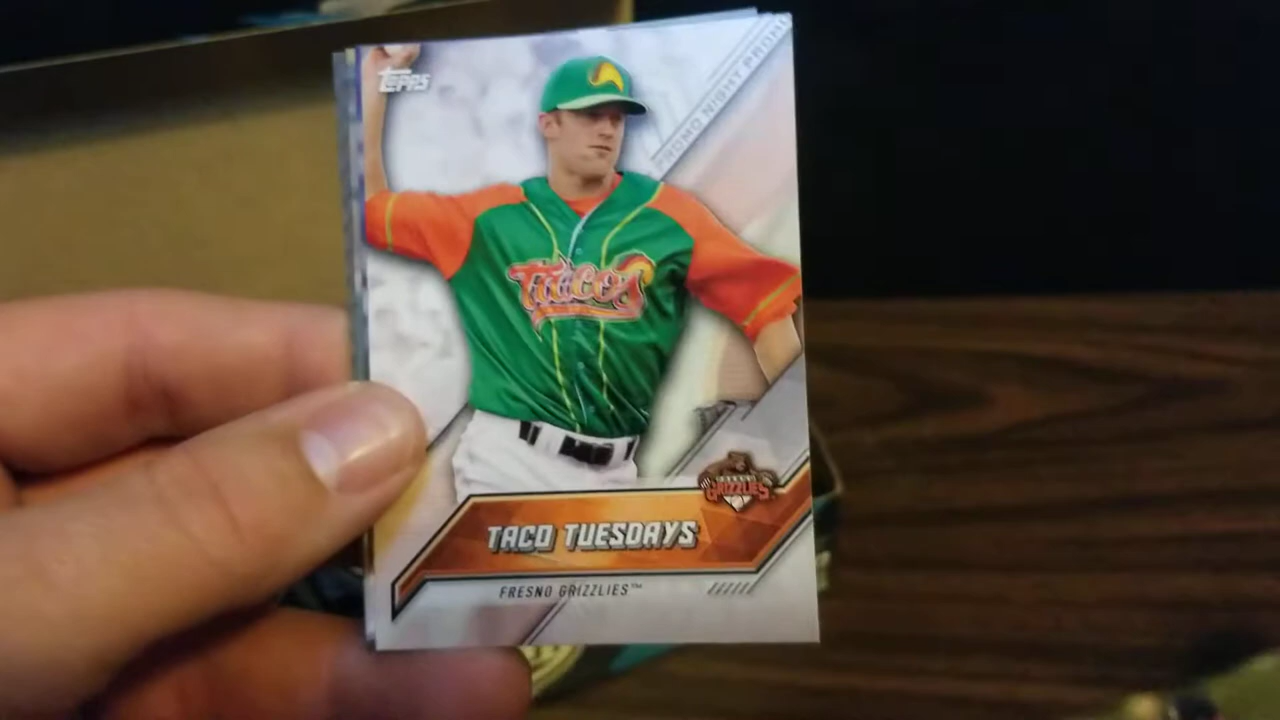 Topps
PROMO NIGHT PROMO
Tacos
GRIZZLIES
TACO TUESDAYS
FRESNO GRIZZLIES™